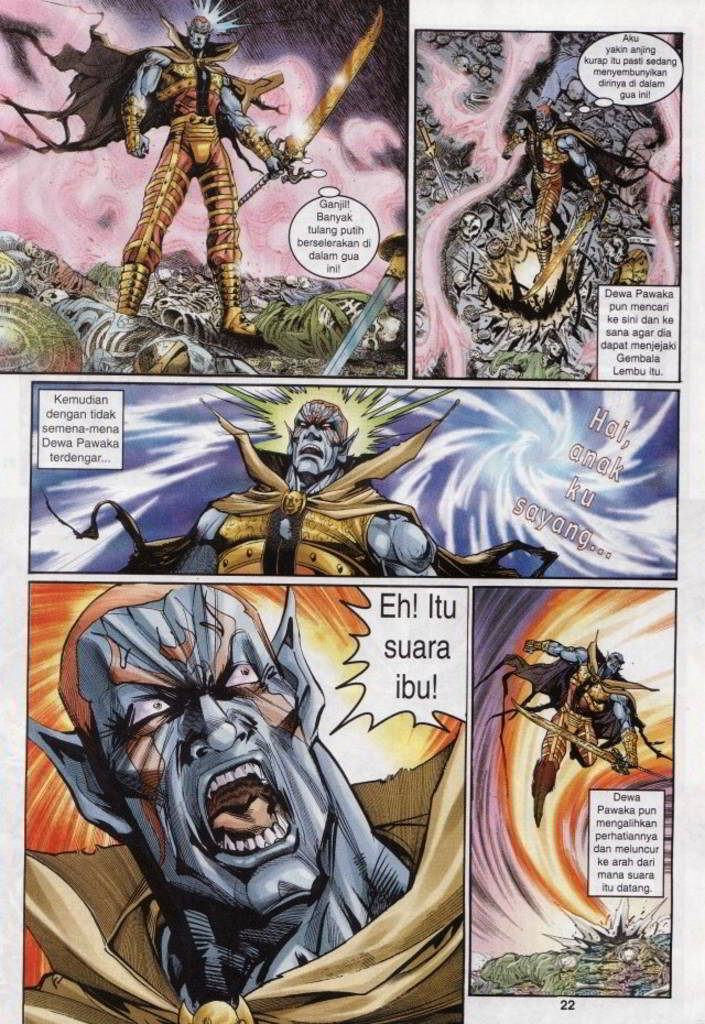 Ganjil!
Banyak
tulang putih
berselerakan di
dalam gua
ini!
Aku
yakin anjing
kurap itu pasti sedang
menyembunyikan
dirinya di dalam
gua ini!
Dewa Pawaka
pun mencari
ke sini dan ke
sana agar dia
dapat menjejaki
Gembala
Lembu itu.
Kemudian
dengan tidak
semena-mena
Dewa Pawaka
terdengar...
Hai,
anak
ku
sayang...
Eh! Itu
suara
ibu!
Dewa
Pawaka pun
mengalihkan
perhatiannya
dan meluncur
ke arah dari
mana suara
itu datang.
22